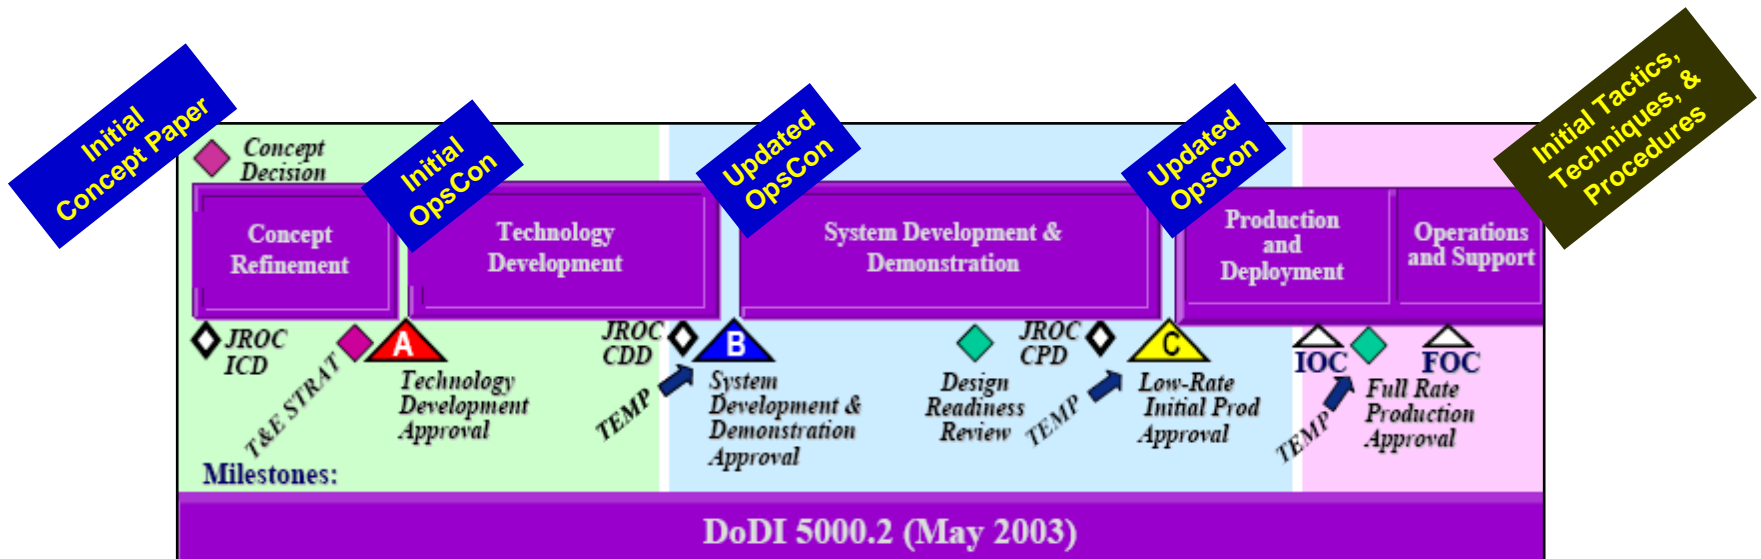 Initial
Concept Paper
Initial
OpsCon
Updated
OpsCon
Updated
OpsCon
Initial Tactics,
Techniques, &
Procedures
Concept
Decision
Concept
Refinement
Technology
Development
System Development &
Demonstration
Production
and
Deployment
Operations
and Support
JROC
ICD
T&E STRAT
A
Technology
Development
Approval
JROC
CDD
TEMP
B
System
Development &
Demonstration
Approval
Design
Readiness
Review
JROC
CPD
TEMP
C
Low-Rate
Initial Prod
Approval
IOC
TEMP
Full Rate
Production
Approval
FOC
Milestones:
DoDI 5000.2 (May 2003)